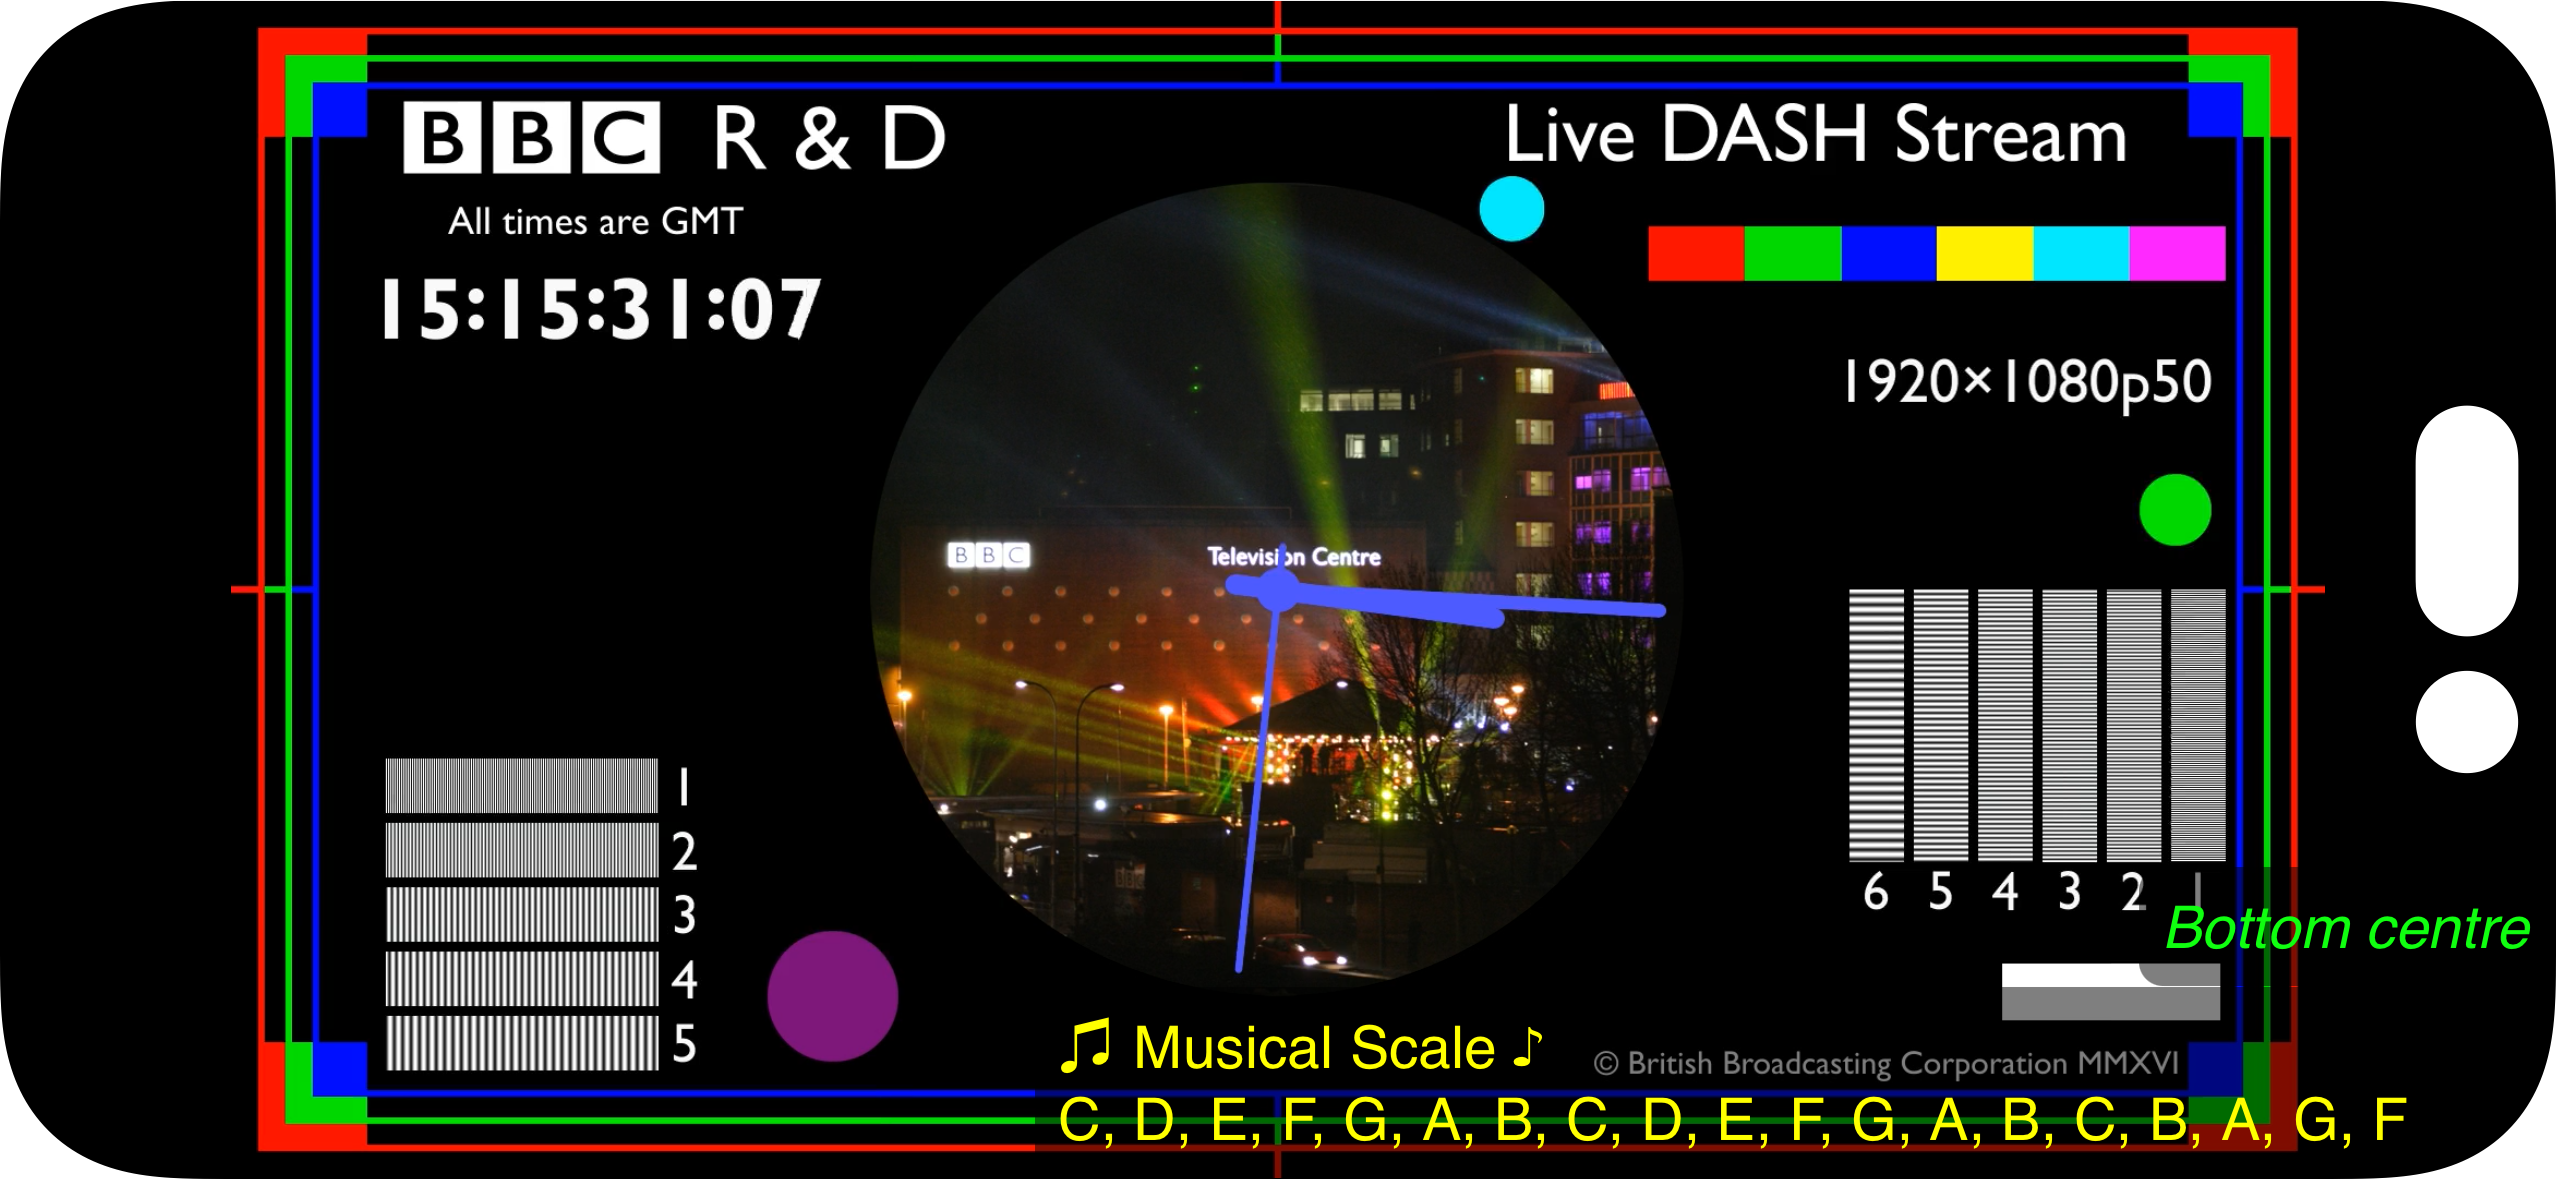 BBC R & D
Live DASH Stream
All times are GMT
15:15:31:07
1920×1080p50
BBC
Television Centre
1
2
3
4
5
6 5 4 3 2 1
Bottom centre
♫ Musical Scale ♪
© British Broadcasting Corporation MMXVI
C, D, E, F, G, A, B, C, D, E, F, G, A, B, C, B, A, G, F